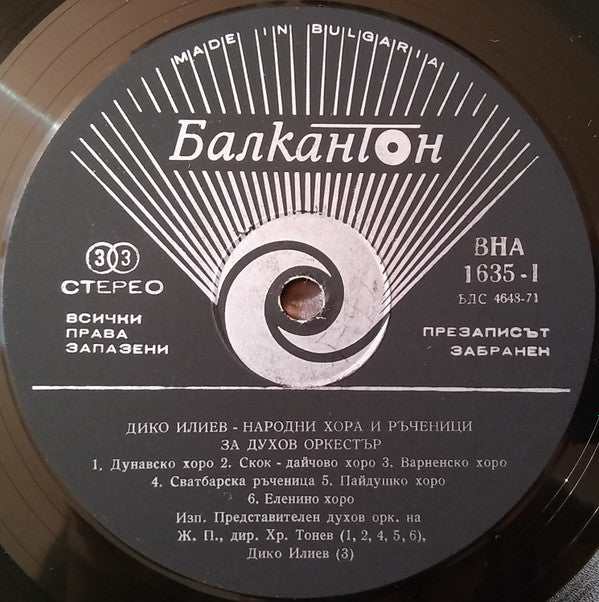 MADE IN BULGARIA
Балкантон
33
СТЕРЕО
ВСИЧКИ
ПРАВА
ЗАПАЗЕНИ
ВНА
1635-I
БДС 4648-71
ПРЕЗАПИСЪТ
ЗАБРАНЕН
ДИКО ИЛИЕВ - НАРОДНИ ХОРА И РЪЧЕНИЦИ
ЗА ДУХОВ ОРКЕСТЪР
1. Дунавско хоро 2. Скок - дайчово хоро 3. Варненско хоро
4. Сватбарска ръченица 5. Пайдушко хоро
6. Еленино хоро
Изп. Представителен духов орк. на
Ж. П., дир. Хр. Тонев (1, 2, 4, 5, 6),
Дико Илиев (3)